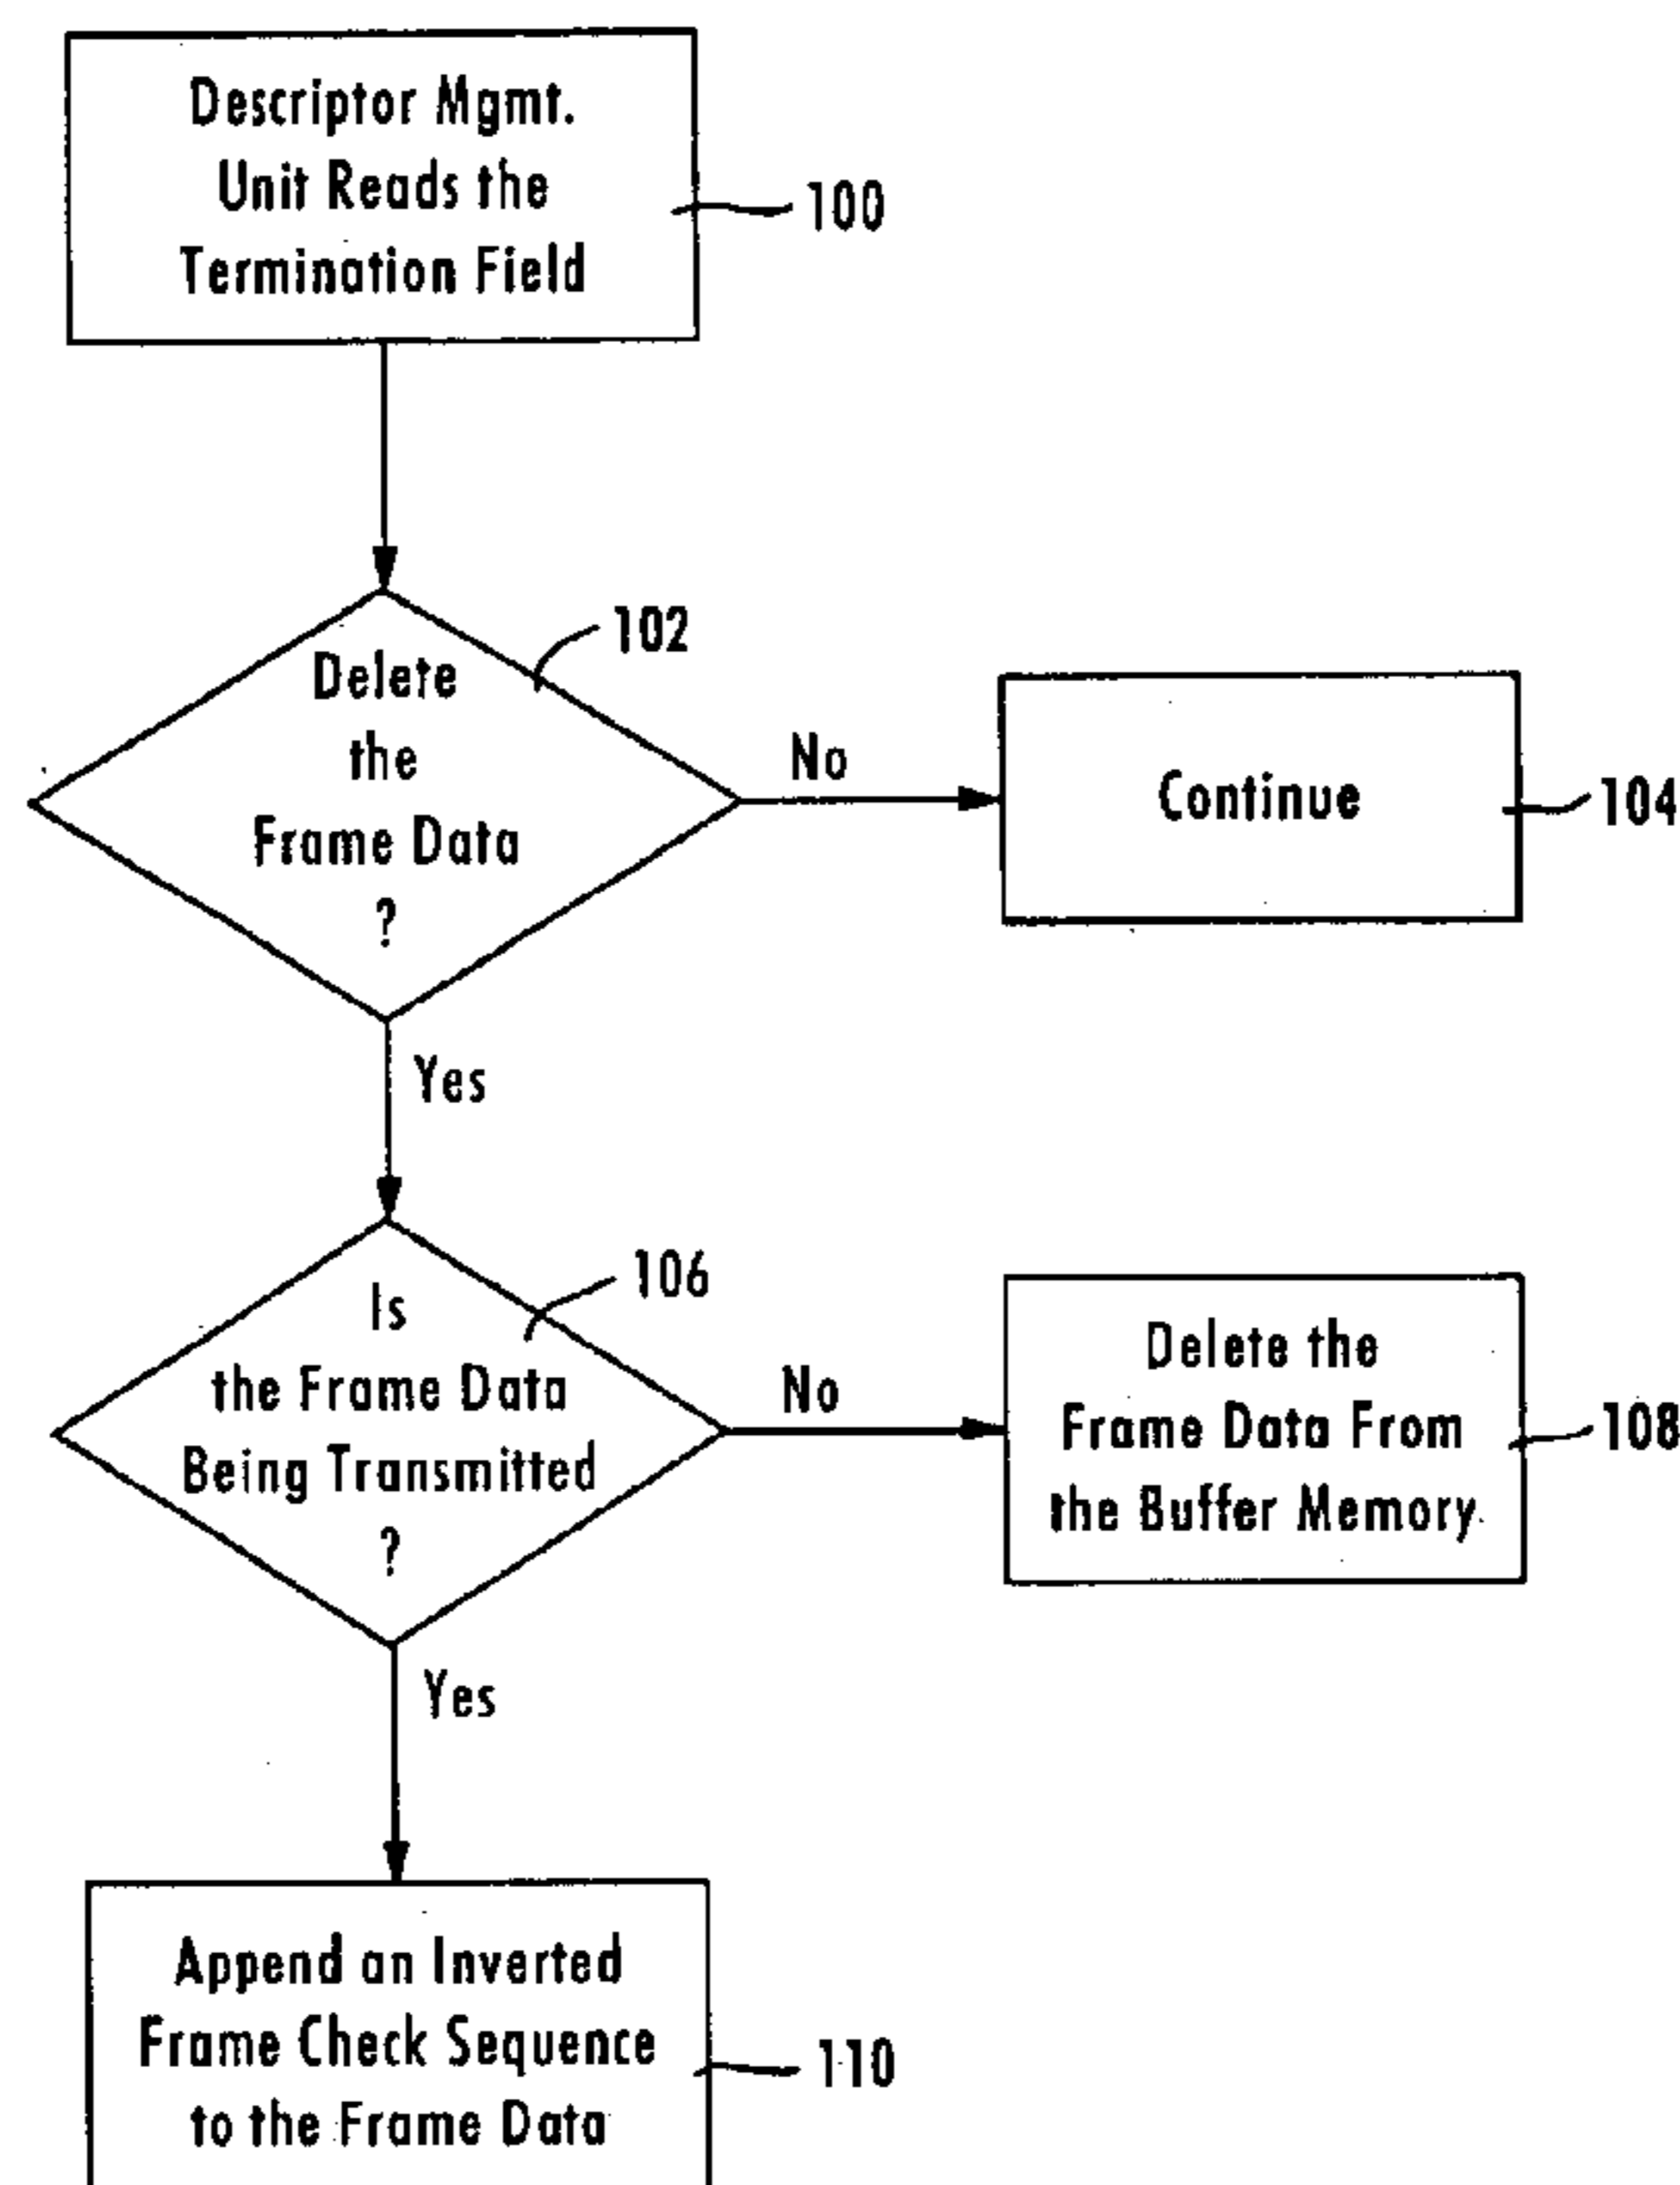 Descriptor Mgmt.
Unit Reads the
Termination Field
100
102
Delete
the
Frame Data
?
No
Continue
104
Yes
106
Is
the Frame Data
Being Transmitted
?
No
Delete the
Frame Data From
the Buffer Memory
108
Yes
Append an Inverted
Frame Check Sequence
to the Frame Data
110